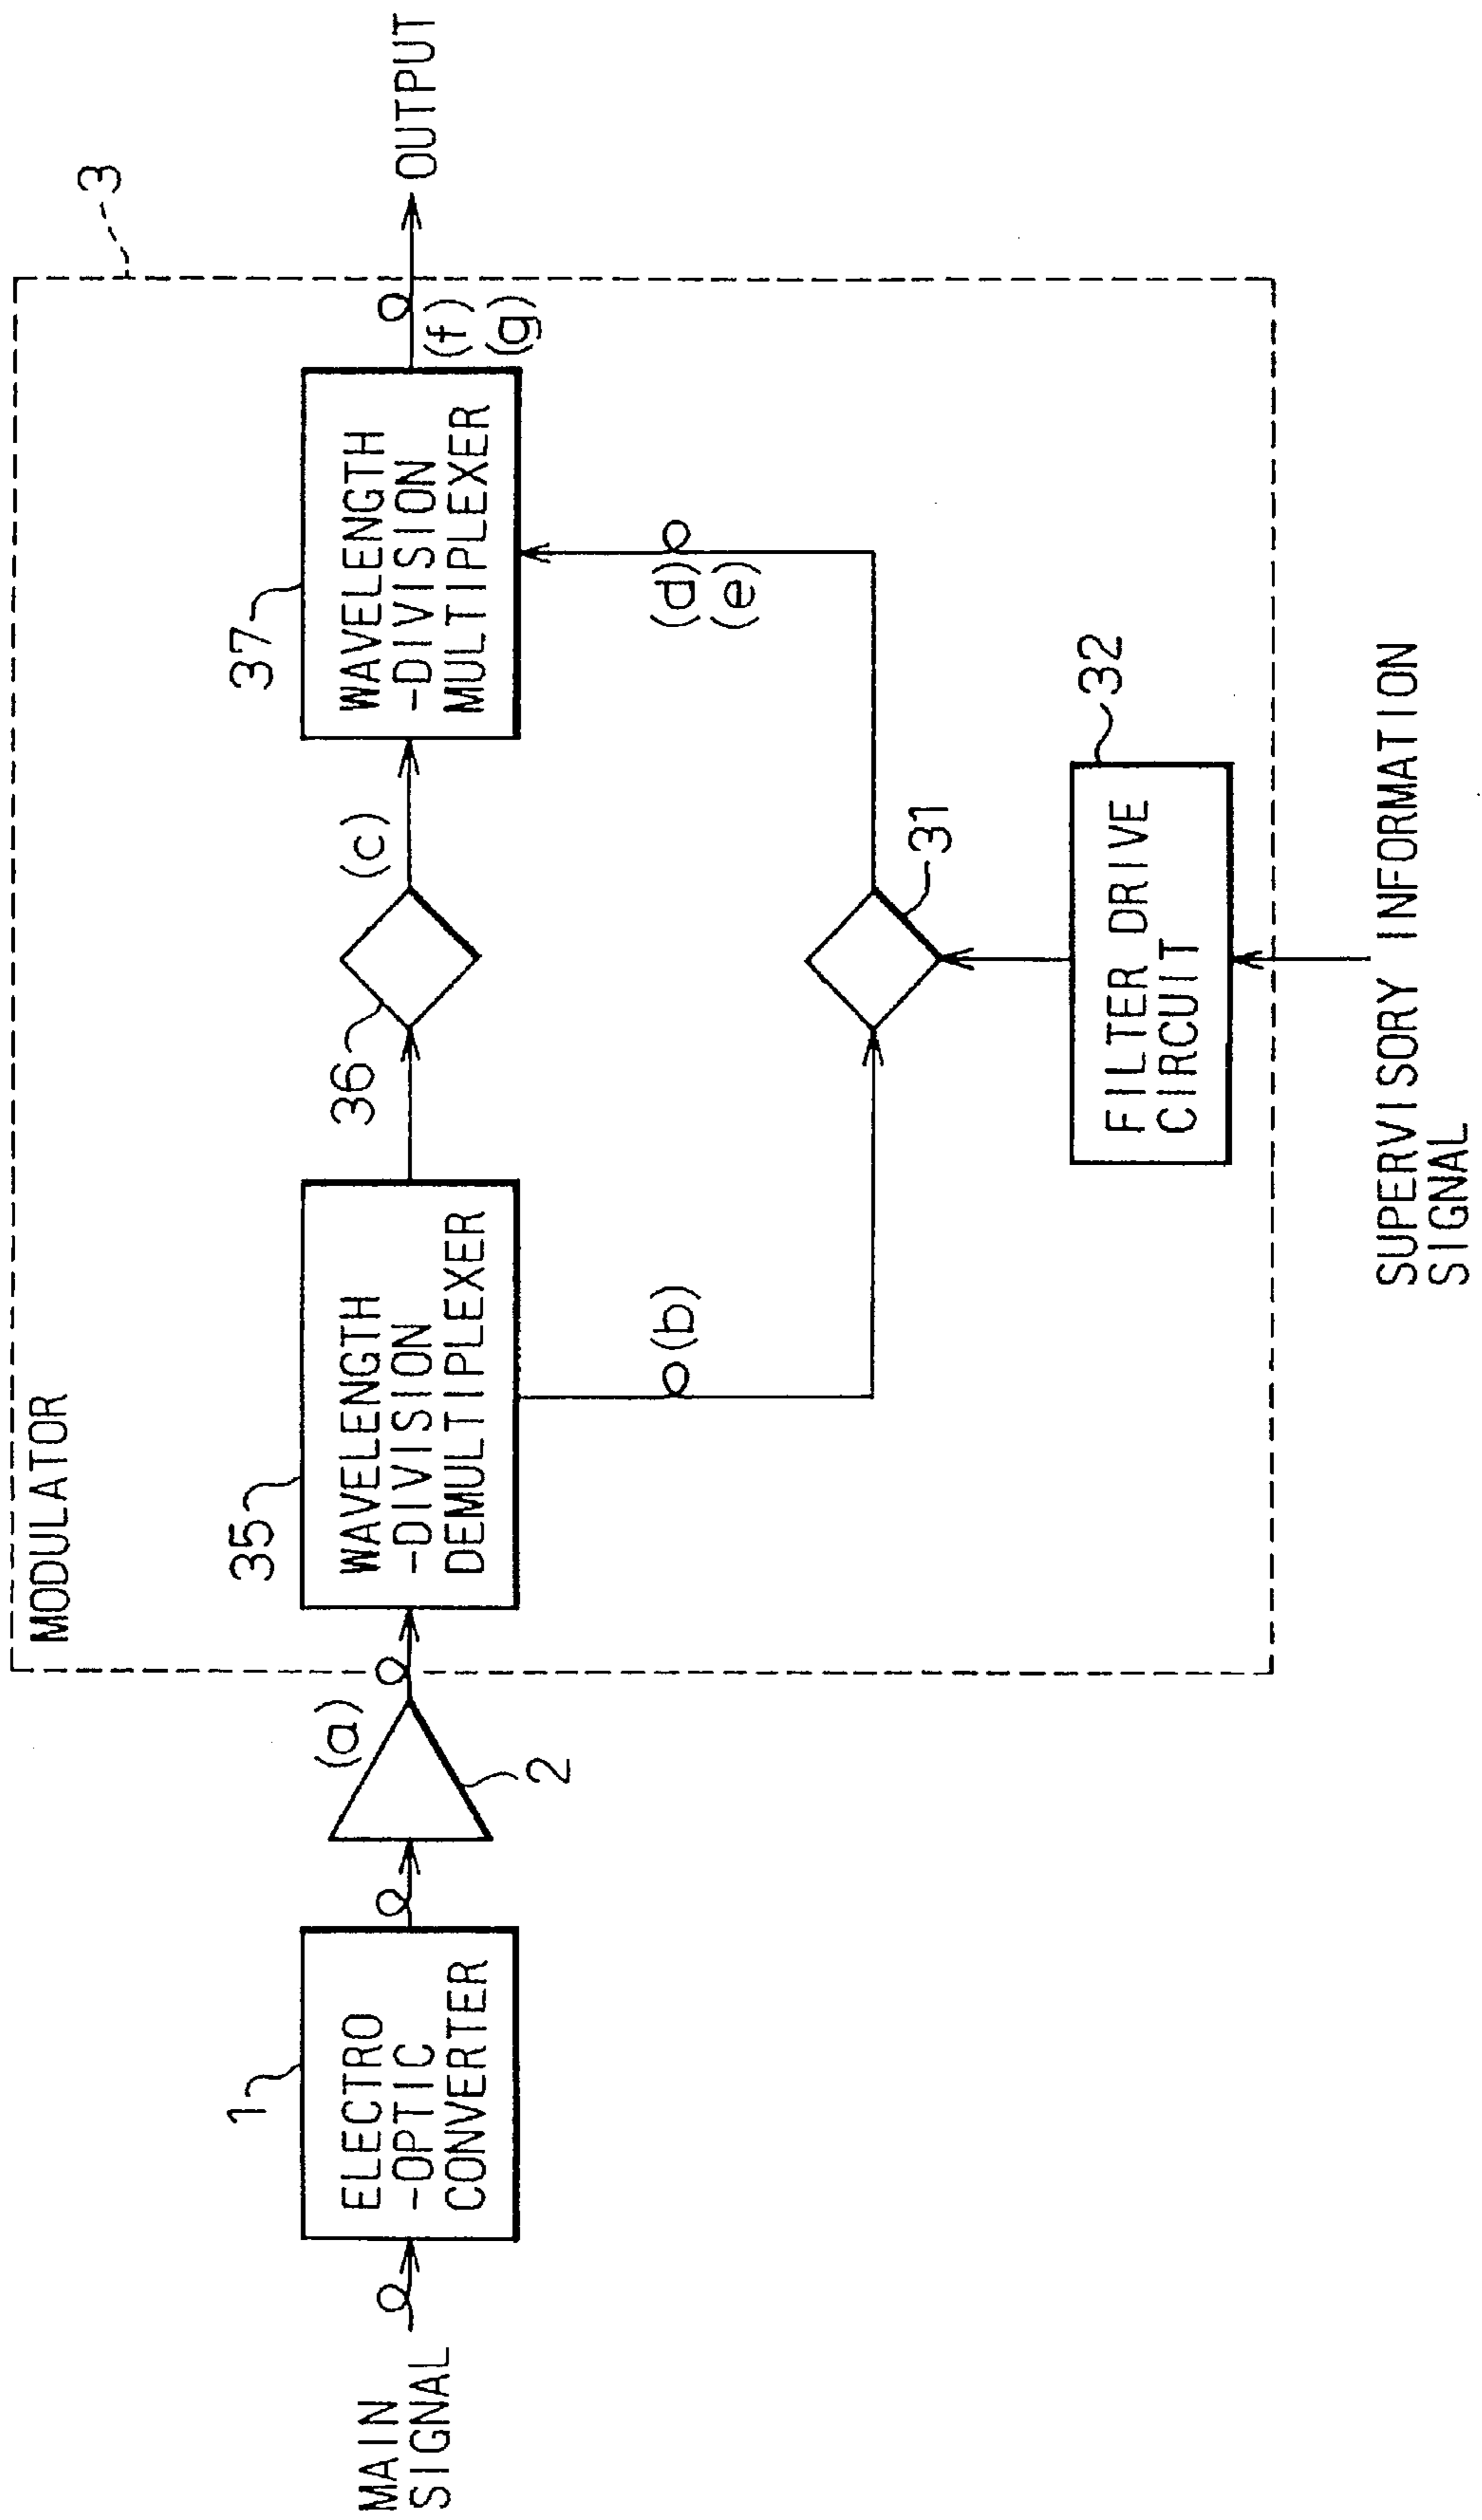 MODULATOR
3
MAIN
SIGNAL
1
ELECTRO
-OPTIC
CONVERTER
2
(a)
35
WAVELENGTH
-DIVISION
DEMULTIPLEXER
(b)
36
(c)
37
WAVELENGTH
-DIVISION
MULTIPLEXER
(d)
(e)
(f)
(g)
OUTPUT
31
32
FILTER DRIVE
CIRCUIT
SUPERVISORY INFORMATION
SIGNAL